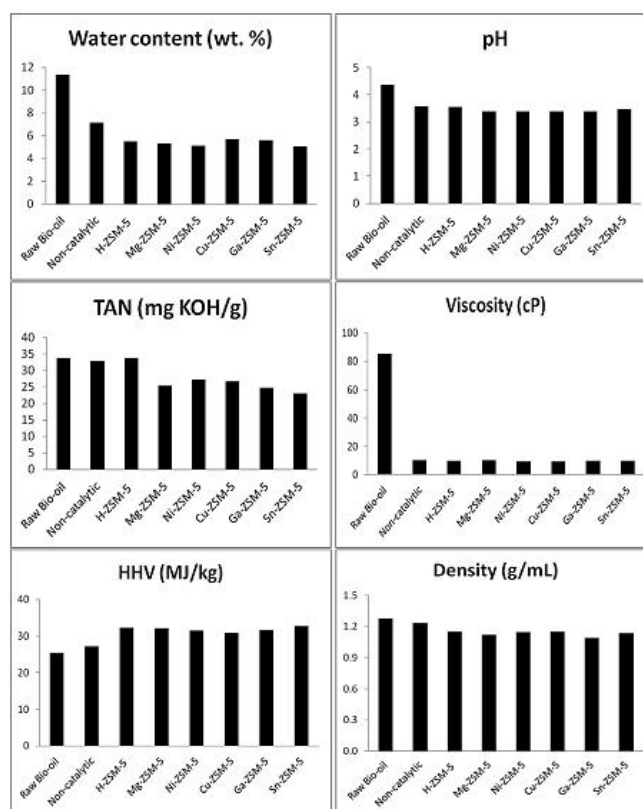 Water content (wt. %)
12
10
8
6
4
2
0
Raw Bio-oil
Non-catalytic
H-ZSM-5
Mg-ZSM-5
Ni-ZSM-5
Cu-ZSM-5
Ga-ZSM-5
Sn-ZSM-5
pH
5
4
3
2
1
0
Raw Bio-oil
Non-catalytic
H-ZSM-5
Mg-ZSM-5
Ni-ZSM-5
Cu-ZSM-5
Ga-ZSM-5
Sn-ZSM-5
TAN (mg KOH/g)
40
35
30
25
20
15
10
5
0
Raw Bio-oil
Non-catalytic
H-ZSM-5
Mg-ZSM-5
Ni-ZSM-5
Cu-ZSM-5
Ga-ZSM-5
Sn-ZSM-5
Viscosity (cP)
100
80
60
40
20
0
Raw Bio-oil
Non-catalytic
H-ZSM-5
Mg-ZSM-5
Ni-ZSM-5
Cu-ZSM-5
Ga-ZSM-5
Sn-ZSM-5
HHV (MJ/kg)
40
30
20
10
0
Raw Bio-oil
Non-catalytic
H-ZSM-5
Mg-ZSM-5
Ni-ZSM-5
Cu-ZSM-5
Ga-ZSM-5
Sn-ZSM-5
Density (g/mL)
1.5
1.2
0.9
0.6
0.3
0.0
Raw Bio-oil
Non-catalytic
H-ZSM-5
Mg-ZSM-5
Ni-ZSM-5
Cu-ZSM-5
Ga-ZSM-5
Sn-ZSM-5